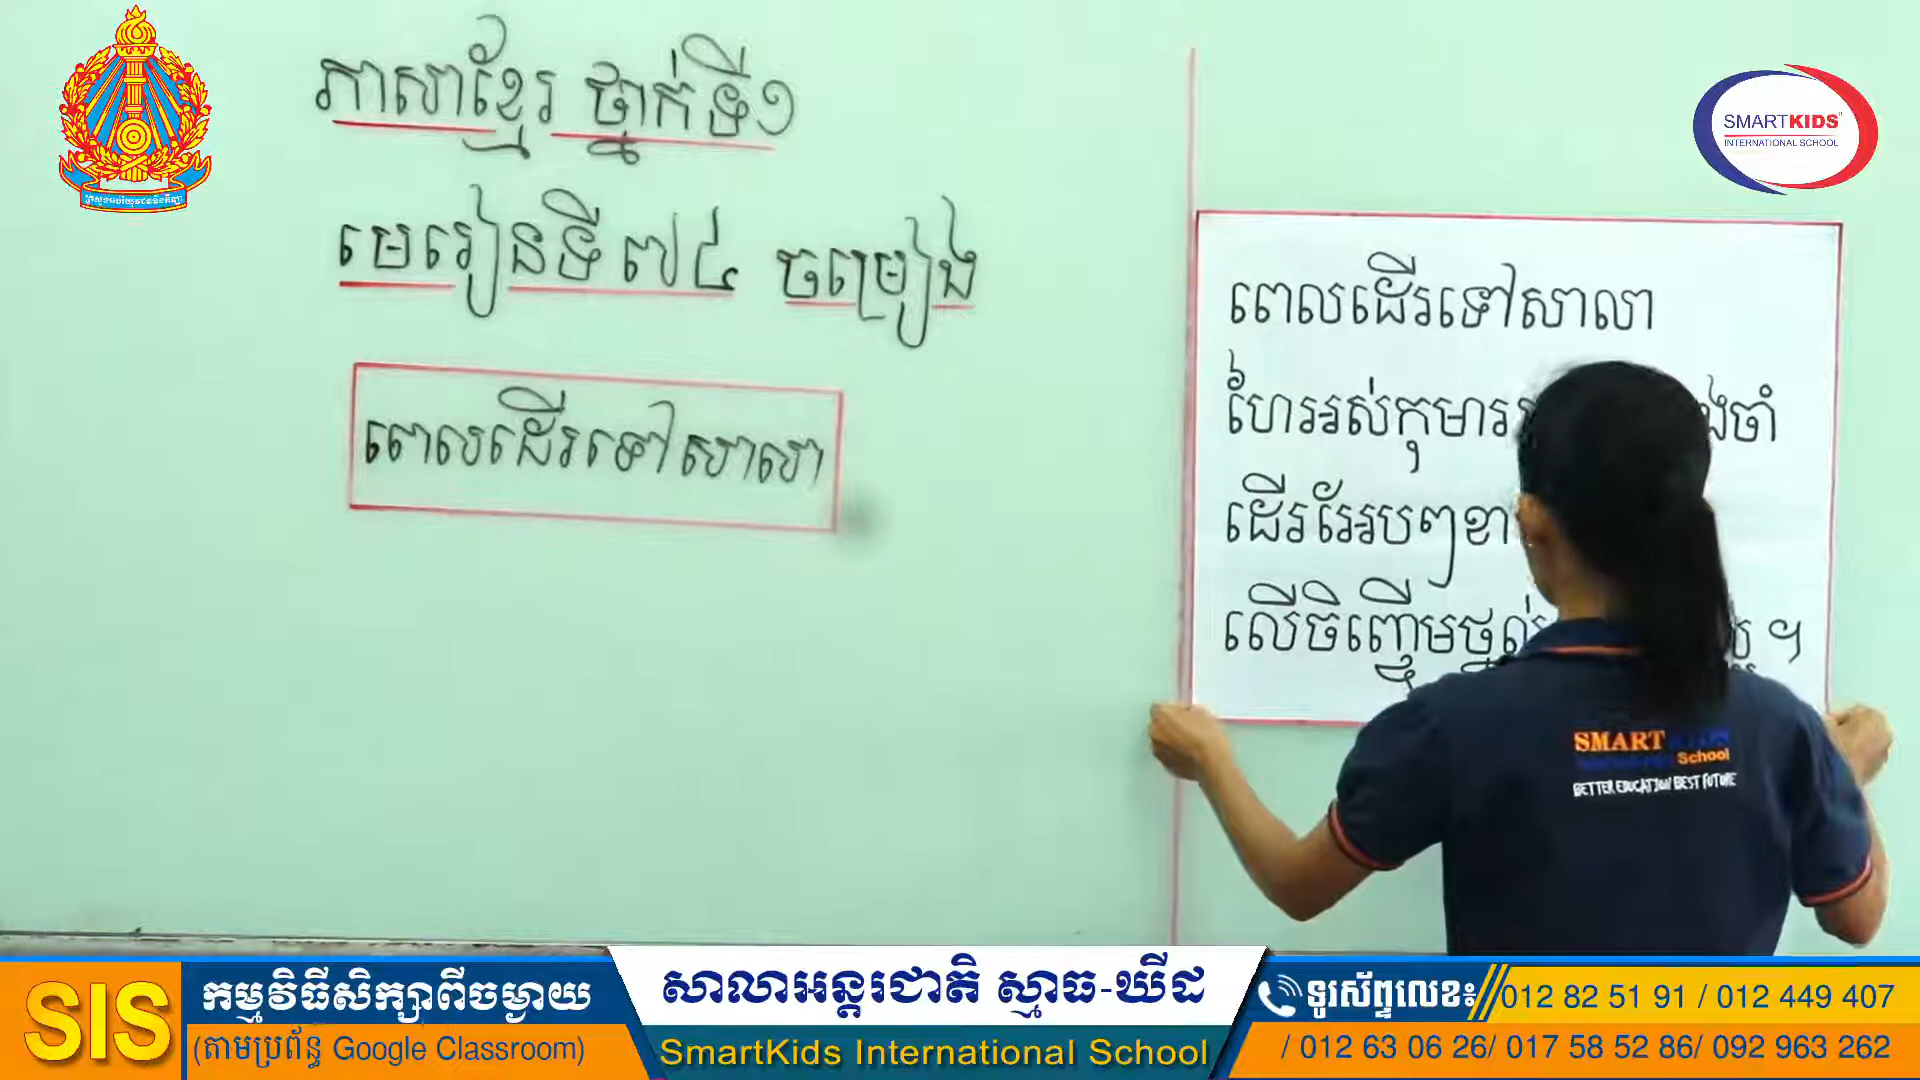 ភាសាខ្មែរ ថ្នាក់ទី១
មេរៀនទី ៧៤ ចម្រៀង
ពេលដើរទៅសាលា
ពេលដើរទៅសាលា
ហែអស់កុមារ ចាំ
ដើរអែបៗ
លើចិញ្ចើមថ្នល់ ។
SMARTKIDS
INTERNATIONAL SCHOOL
SMART
School
BETTER EDUCATION BEST FUTURE
SIS
កម្មវិធីសិក្សាពីចម្ងាយ
(តាមប្រព័ន្ធ Google Classroom)
សាលាអន្តរជាតិ ស្មាធ-ឃីដ
SmartKids International School
ទូរស័ព្ទលេខ៖ 012 82 51 91 / 012 449 407
/ 012 63 06 26/ 017 58 52 86/ 092 963 262